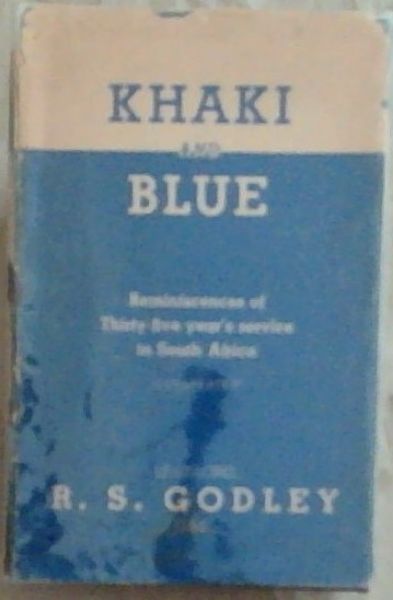 KHAKI
AND
BLUE
Reminiscences of
Thirty-five year's service
in South Africa
R. S. GODLEY